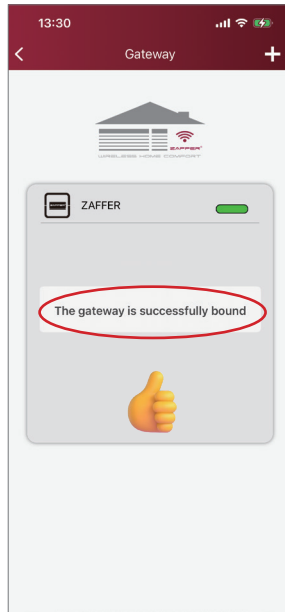 13:30
Gateway
ZAFFER
WIRELESS HOME COMFORT
ZAFFER
The gateway is successfully bound